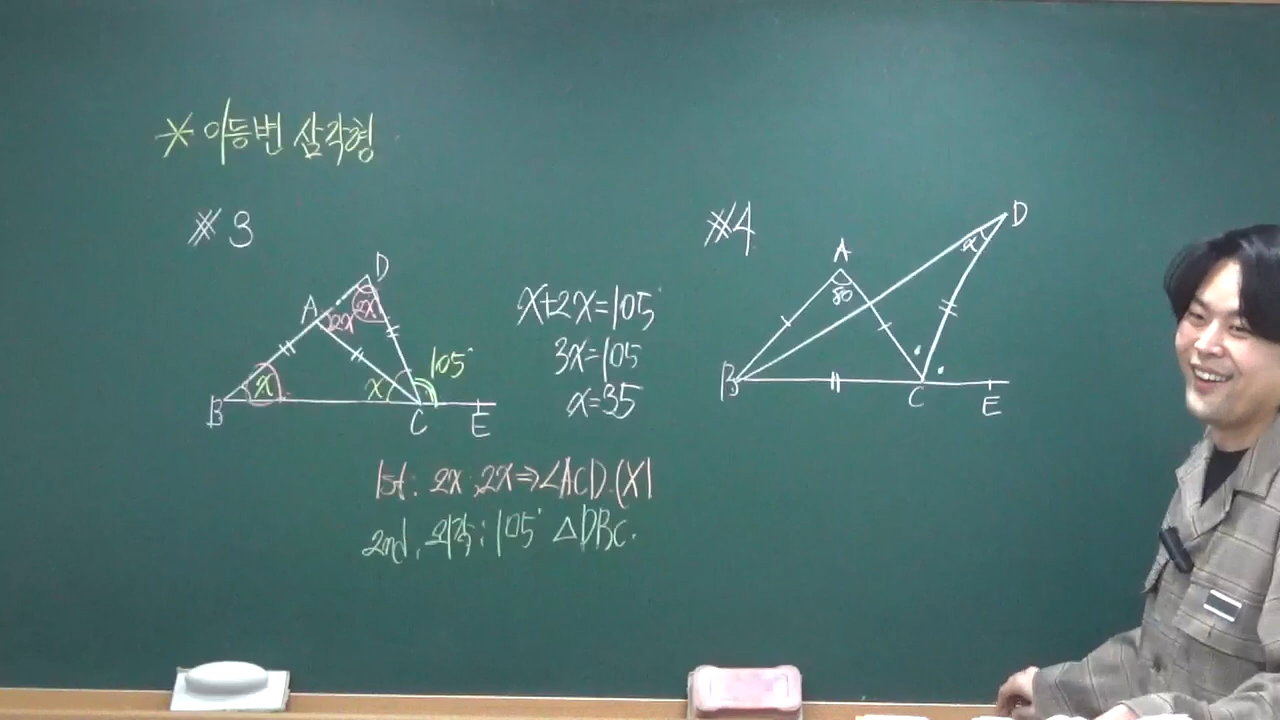 * 이등변 삼각형
※ 3
D
A 2x 2x
x x 105°
B C E
x+2x=105°
3x=105
x=35
1st. 2x, 2x ⇒ ∠ACD. (X)
2nd. 외각: 105° △DBC.
※4
D
A x
80
B C E